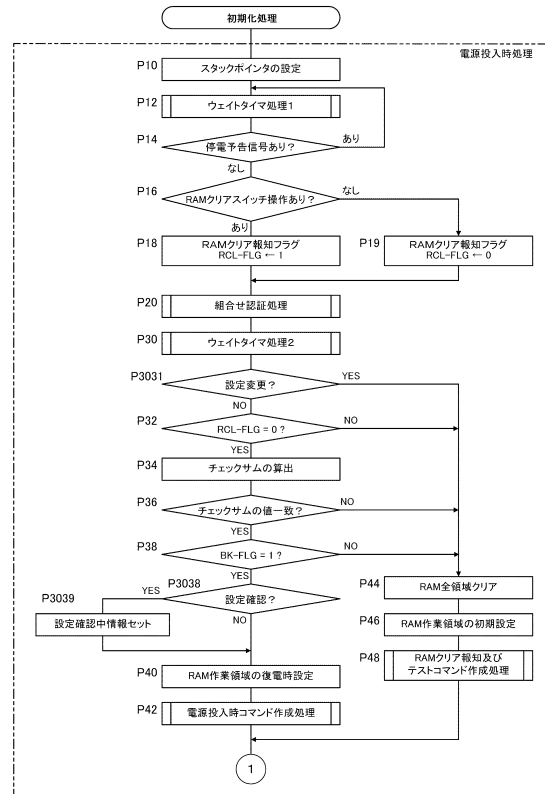 初期化処理
電源投入時処理
P10
スタックポインタの設定
P12
ウェイトタイマ処理1
P14
停電予告信号あり?
あり
なし
P16
RAMクリアスイッチ操作あり?
なし
あり
P18
RAMクリア報知フラグ
RCL-FLG ← 1
P19
RAMクリア報知フラグ
RCL-FLG ← 0
P20
組合せ認証処理
P30
ウェイトタイマ処理2
P3031
設定変更?
YES
NO
P32
RCL-FLG = 0 ?
NO
YES
P34
チェックサムの算出
P36
チェックサムの値一致?
NO
YES
P38
BK-FLG = 1 ?
NO
YES
P3038
設定確認?
YES
NO
P3039
設定確認中情報セット
P44
RAM全領域クリア
P46
RAM作業領域の初期設定
P48
RAMクリア報知及び
テストコマンド作成処理
P40
RAM作業領域の復電時設定
P42
電源投入時コマンド作成処理
1